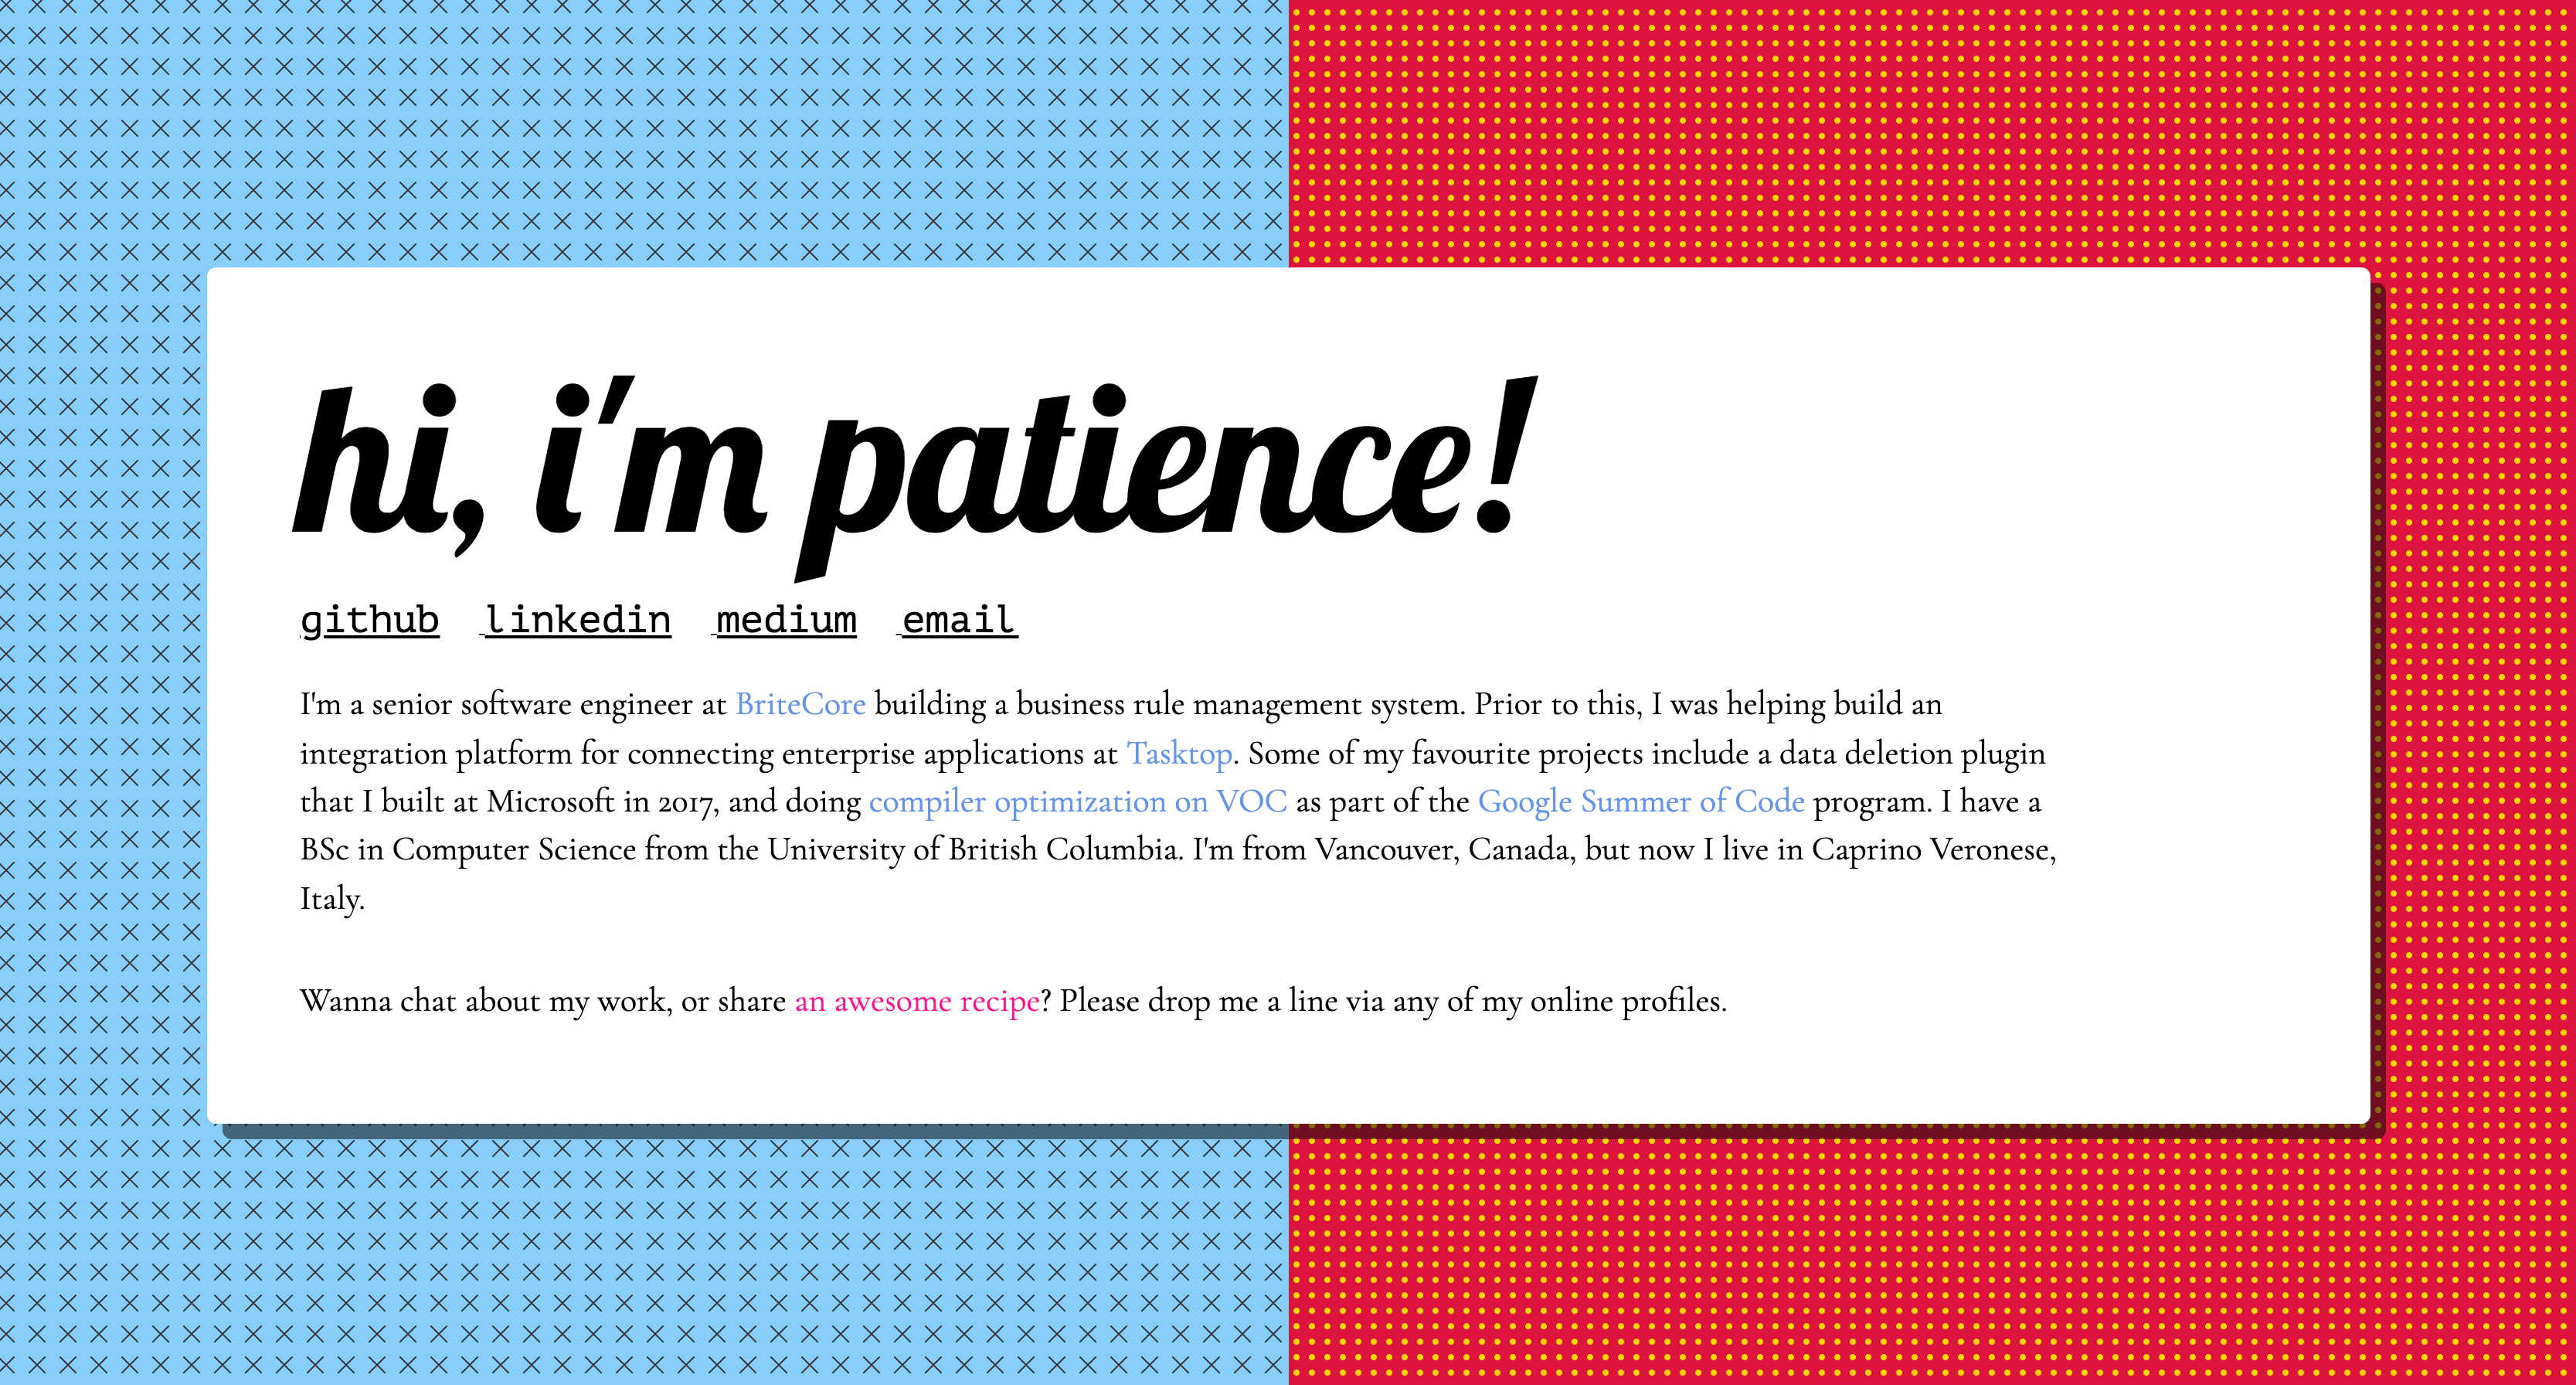 hi, i'm patience!
github linkedin medium email
I'm a senior software engineer at BriteCore building a business rule management system. Prior to this, I was helping build an
integration platform for connecting enterprise applications at Tasktop. Some of my favourite projects include a data deletion plugin
that I built at Microsoft in 2017, and doing compiler optimization on VOC as part of the Google Summer of Code program. I have a
BSc in Computer Science from the University of British Columbia. I'm from Vancouver, Canada, but now I live in Caprino Veronese,
Italy.
Wanna chat about my work, or share an awesome recipe? Please drop me a line via any of my online profiles.